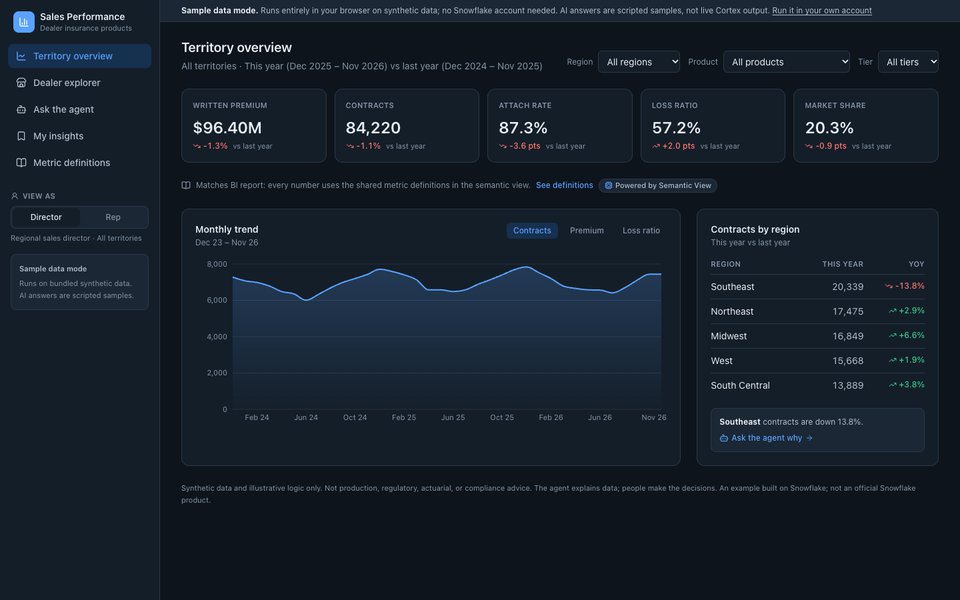 Sales Performance
Dealer insurance products
Territory overview
Dealer explorer
Ask the agent
My insights
Metric definitions
VIEW AS
Director
Rep
Regional sales director · All territories
Sample data mode
Runs on bundled synthetic data.
AI answers are scripted samples.
Sample data mode. Runs entirely in your browser on synthetic data; no Snowflake account needed. AI answers are scripted samples, not live Cortex output. Run it in your own account
Territory overview
All territories · This year (Dec 2025 – Nov 2026) vs last year (Dec 2024 – Nov 2025)
Region All regions Product All products Tier All tiers
WRITTEN PREMIUM
$96.40M
-1.3% vs last year
CONTRACTS
84,220
-1.1% vs last year
ATTACH RATE
87.3%
-3.6 pts vs last year
LOSS RATIO
57.2%
+2.0 pts vs last year
MARKET SHARE
20.3%
-0.9 pts vs last year
Matches BI report: every number uses the shared metric definitions in the semantic view. See definitions Powered by Semantic View
Monthly trend
Dec 23 – Nov 26
Contracts Premium Loss ratio
8,000
6,000
4,000
2,000
0
Feb 24 Jun 24 Oct 24 Feb 25 Jun 25 Oct 25 Feb 26 Jun 26 Nov 26
Contracts by region
This year vs last year
REGION THIS YEAR YOY
Southeast 20,339 -13.8%
Northeast 17,475 +2.9%
Midwest 16,849 +6.6%
West 15,668 +1.9%
South Central 13,889 +3.8%
Southeast contracts are down 13.8%.
Ask the agent why →
Synthetic data and illustrative logic only. Not production, regulatory, actuarial, or compliance advice. The agent explains data; people make the decisions. An example built on Snowflake; not an official Snowflake
product.